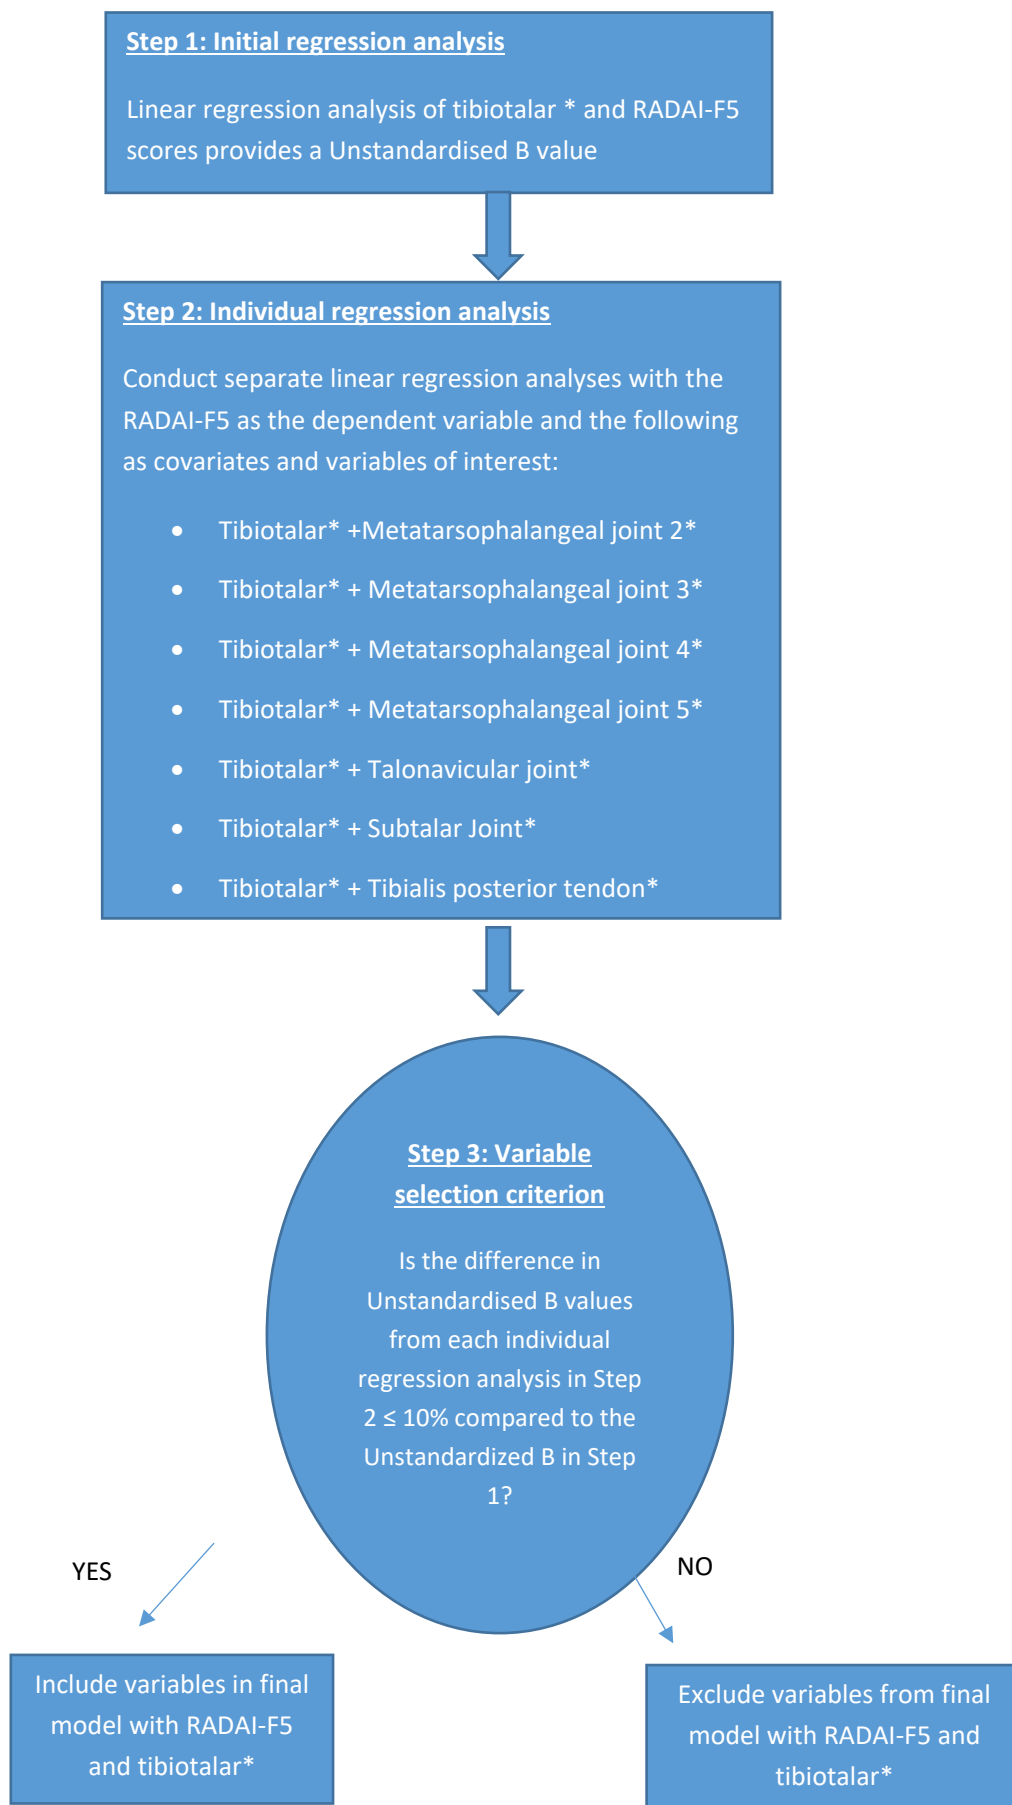 Step 1: Initial regression analysis
Linear regression analysis of tibiotalar * and RADAI-F5
scores provides a Unstandardised B value
Step 2: Individual regression analysis
Conduct separate linear regression analyses with the
RADAI-F5 as the dependent variable and the following
as covariates and variables of interest:
• Tibiotalar* +Metatarsophalangeal joint 2*
• Tibiotalar* + Metatarsophalangeal joint 3*
• Tibiotalar* + Metatarsophalangeal joint 4*
• Tibiotalar* + Metatarsophalangeal joint 5*
• Tibiotalar* + Talonavicular joint*
• Tibiotalar* + Subtalar Joint*
• Tibiotalar* + Tibialis posterior tendon*
Step 3: Variable
selection criterion
Is the difference in
Unstandardised B values
from each individual
regression analysis in Step
2 ≤ 10% compared to the
Unstandardized B in Step
1?
YES
NO
Include variables in final
model with RADAI-F5
and tibiotalar*
Exclude variables from final
model with RADAI-F5 and
tibiotalar*